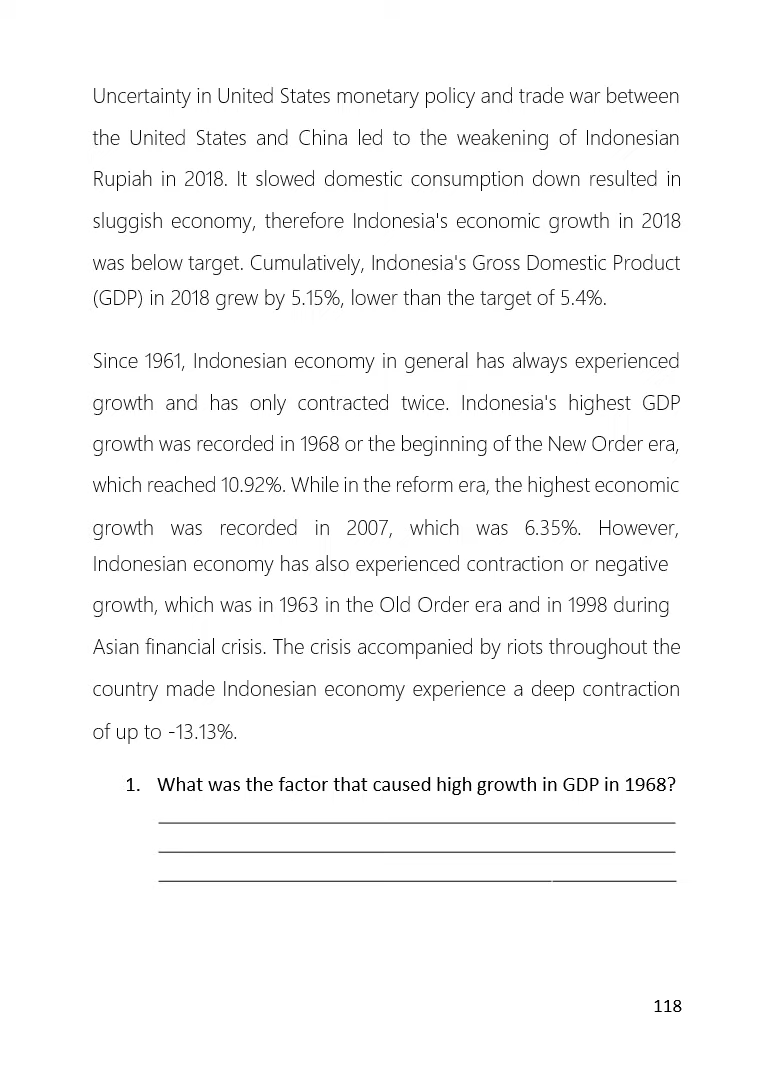 Uncertainty in United States monetary policy and trade war between
the United States and China led to the weakening of Indonesian
Rupiah in 2018. It slowed domestic consumption down resulted in
sluggish economy, therefore Indonesia's economic growth in 2018
was below target. Cumulatively, Indonesia's Gross Domestic Product
(GDP) in 2018 grew by 5.15%, lower than the target of 5.4%.
Since 1961, Indonesian economy in general has always experienced
growth and has only contracted twice. Indonesia's highest GDP
growth was recorded in 1968 or the beginning of the New Order era,
which reached 10.92%. While in the reform era, the highest economic
growth was recorded in 2007, which was 6.35%. However,
Indonesian economy has also experienced contraction or negative
growth, which was in 1963 in the Old Order era and in 1998 during
Asian financial crisis. The crisis accompanied by riots throughout the
country made Indonesian economy experience a deep contraction
of up to -13.13%.
1. What was the factor that caused high growth in GDP in 1968?
118